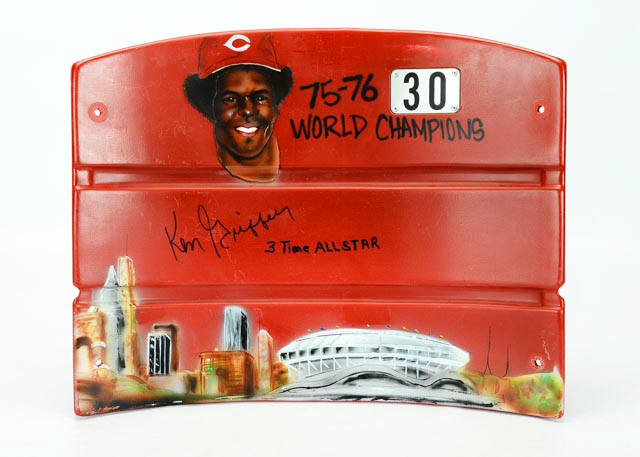 C
75-76 30
WORLD CHAMPIONS
Ken Griffey
3 Time ALLSTAR